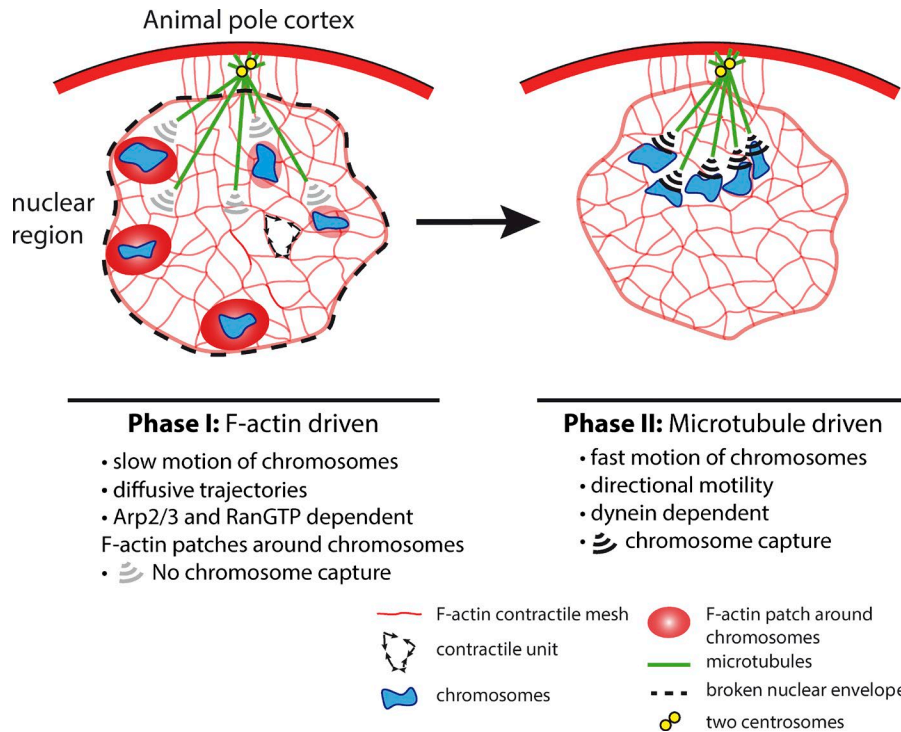 Animal pole cortex
nuclear
region
Phase I: F-actin driven
• slow motion of chromosomes
• diffusive trajectories
• Arp2/3 and RanGTP dependent
F-actin patches around chromosomes
• No chromosome capture
Phase II: Microtubule driven
• fast motion of chromosomes
• directional motility
• dynein dependent
• chromosome capture
F-actin contractile mesh
contractile unit
chromosomes
F-actin patch around
chromosomes
microtubules
broken nuclear envelope
two centrosomes